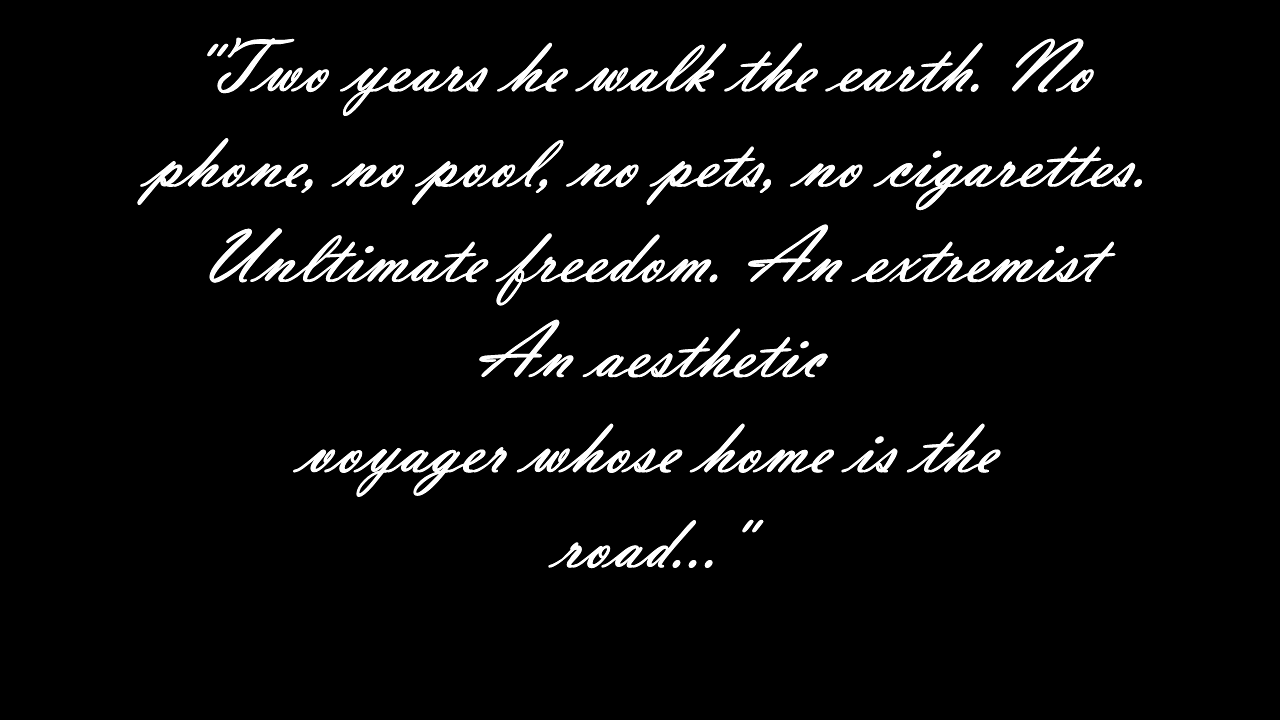 "Two years he walk the earth. No
phone, no pool, no pets, no cigarettes.
Unltimate freedom. An extremist
An aesthetic
voyager whose home is the
road..."